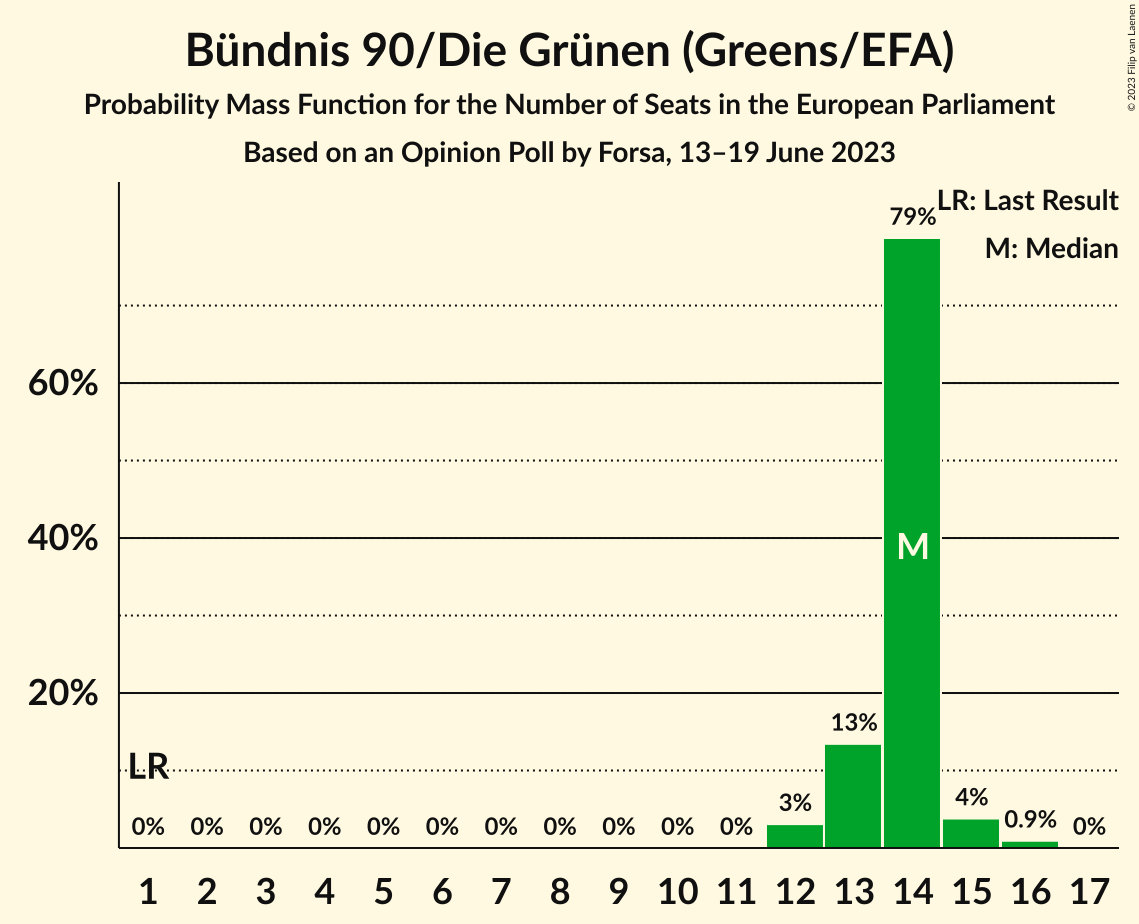 Bündnis 90/Die Grünen (Greens/EFA)
Probability Mass Function for the Number of Seats in the European Parliament
Based on an Opinion Poll by Forsa, 13–19 June 2023
© 2023 Filip van Laenen
LR: Last Result
M: Median
79%
60%
40%
M
20%
13%
LR
3%
4%
0.9%
0% 0% 0% 0% 0% 0% 0% 0% 0% 0% 0% 0%
1 2 3 4 5 6 7 8 9 10 11 12 13 14 15 16 17